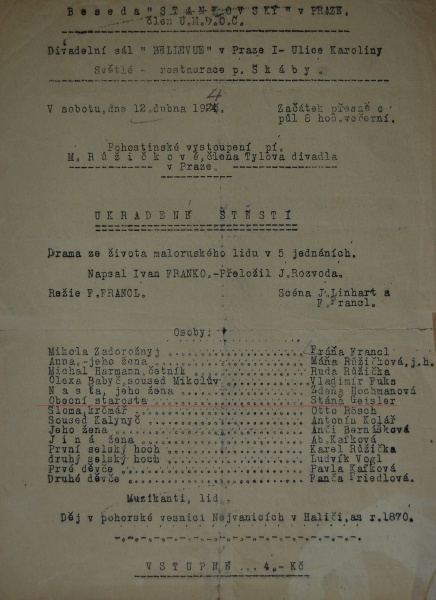 Beseda "STANKOVSKÝ" v PRAZE,
člen U.M.D.O.Č.
Divadelní sál " BELLEVUE" v Praze I- Ulice Karoliny
Světlé - restaurace p. Škáby.
V sobotu, dne 12. dubna 1924. Začátek přesně o
půl 8 hod. večerní.
Pohostinské vystoupení pí.
M. Růžičkové, člena Tylova divadla
v Praze.
UKRADENÉ ŠTĚSTÍ
Drama ze života maloruského lidu v 5 jednáních.
Napsal Ivan FRANKO.-Přeložil J. Rozvoda.
Režie F. FRANCL. Scéna J. Linhart a
F. Francl.
Osoby:
Mikola Zadorožnyj .......... Fráňa Francl
Anna,-jeho žena .......... Máňa Růžičková, j.h.
Michal Harmann, četník .......... Ruda Růžička
Olexa Babyč, soused Mikolův .......... Vladimír Fuks
Nasta, jeho žena .......... Zdena Hochmanová
Obecní starosta .......... Stáňa Geisler
Šloma, krčmář .......... Otto Rösch
Soused Kalynyč .......... Antonín Kolář
Jeho žena .......... Anči Bernášková
Jiná žena .......... Ab. Kafková
První selský hoch .......... Karel Růžička
druhý selský hoch .......... Ludvík Vogl
Prvé děvče .......... Pavla Kafková
Druhé děvče .......... Fanča Friedlová.
Muzikanti, lid.
Děj v pohorské vesnici Nejvanicích v Haliči, as r.1870.
VSTUPNÉ ... 4.- Kč